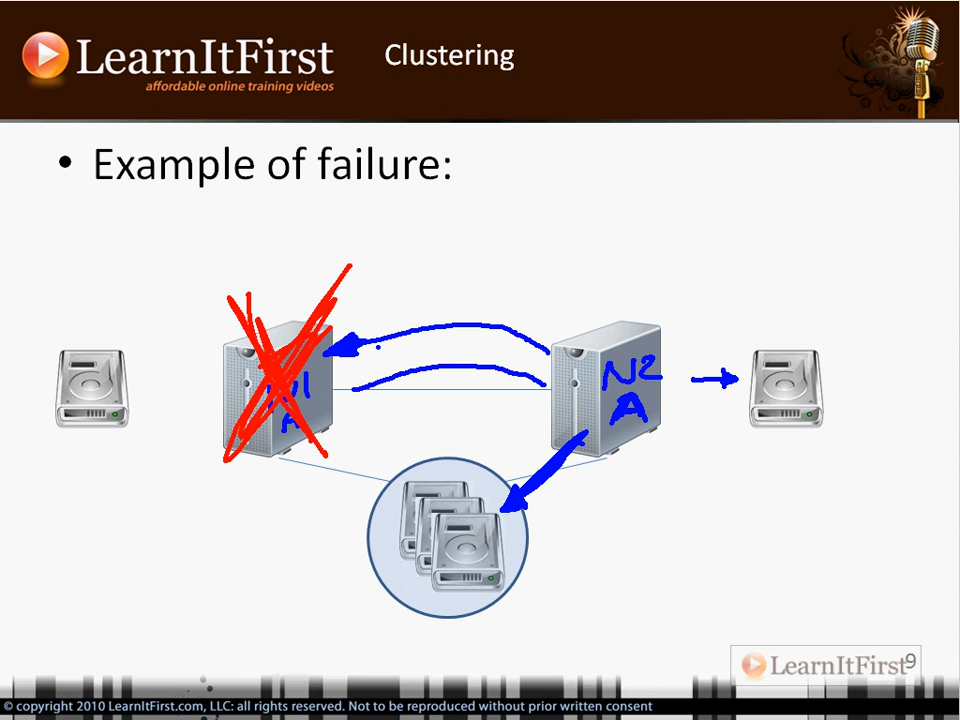 LearnItFirst
affordable online training videos
Clustering
• Example of failure:
N1
A
N2
A
LearnItFirst
9
© copyright 2010 LearnItFirst.com, LLC: all rights reserved. Not to be reproduced without prior written consent